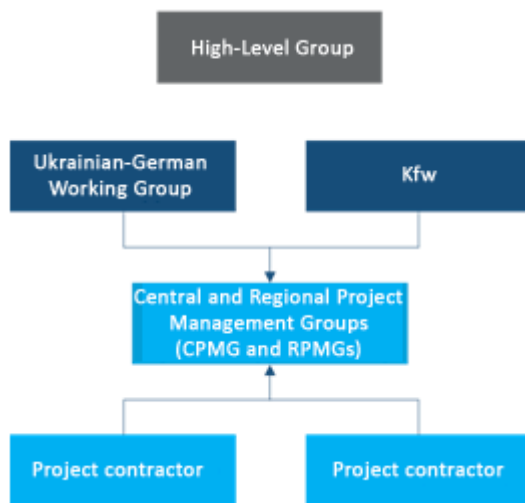 High-Level Group
Ukrainian-German
Working Group
Kfw
Central and Regional Project
Management Groups
(CPMG and RPMGs)
Project contractor
Project contractor